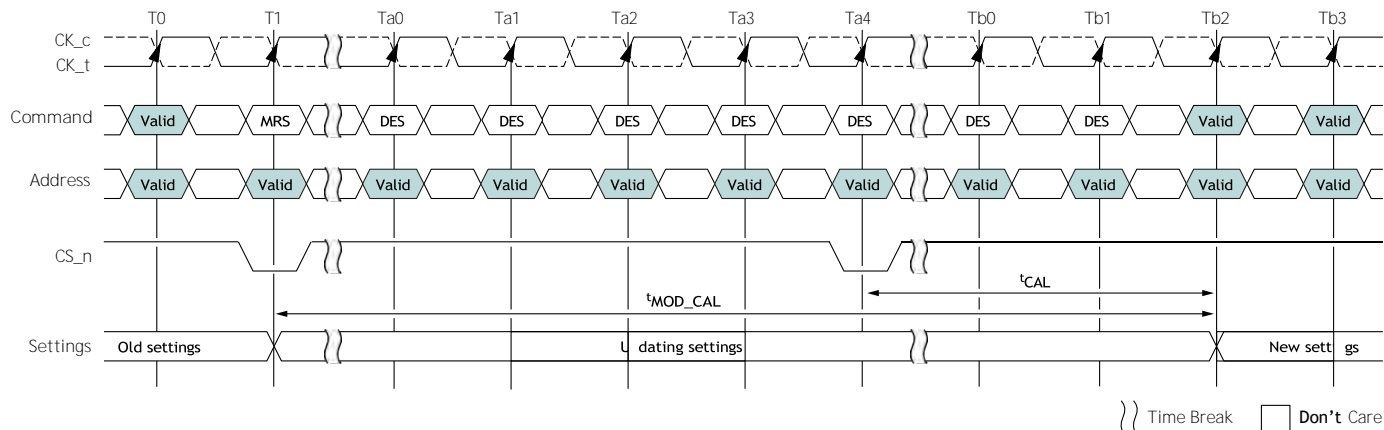 T0 T1 Ta0 Ta1 Ta2 Ta3 Ta4 Tb0 Tb1 Tb2 Tb3
CK_c
CK_t
Command Valid MRS DES DES DES DES DES DES DES Valid Valid
Address Valid Valid Valid Valid Valid Valid Valid Valid Valid Valid Valid
CS_n
tCAL
tMOD_CAL
Settings Old settings U dating settings New sett gs
Time Break Don't Care